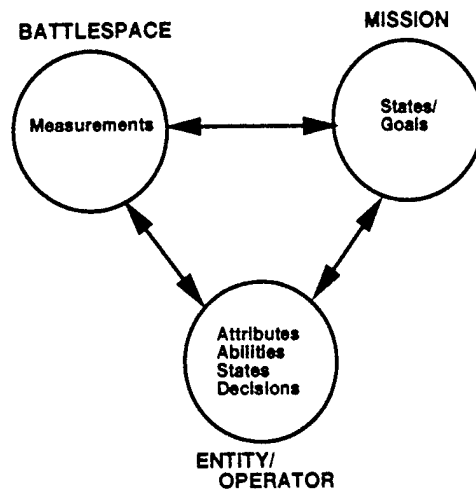 BATTLESPACE
MISSION
Measurements
States/
Goals
Attributes
Abilities
States
Decisions
ENTITY/
OPERATOR